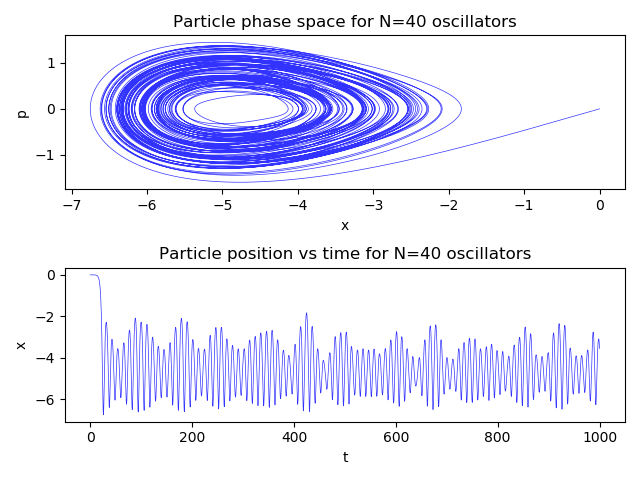 Particle phase space for N=40 oscillators
1
0
−1
p
−7 −6 −5 −4 −3 −2 −1 0
x
Particle position vs time for N=40 oscillators
0
−2
−4
−6
x
0 200 400 600 800 1000
t